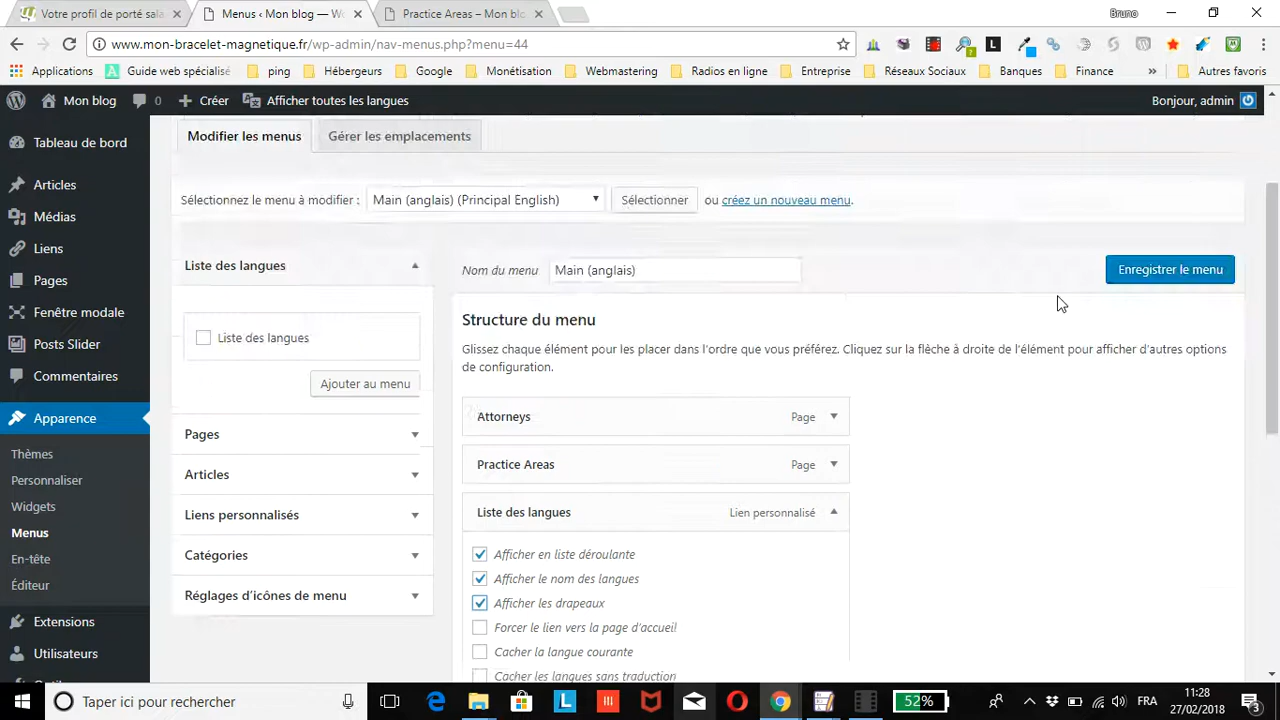 Votre profil de porté sala
Menus ‹ Mon blog — Wo
Practice Areas – Mon blo
Bruno
www.mon-bracelet-magnetique.fr/wp-admin/nav-menus.php?menu=44
Applications
Guide web spécialisé
ping
Hébergeurs
Google
Monétisation
Webmastering
Radios en ligne
Entreprise
Réseaux Sociaux
Banques
Finance
»
Autres favoris
Mon blog
0
Créer
Afficher toutes les langues
Bonjour, admin
Tableau de bord
Articles
Médias
Liens
Pages
Fenêtre modale
Posts Slider
Commentaires
Apparence
Thèmes
Personnaliser
Widgets
Menus
En-tête
Éditeur
Extensions
Utilisateurs
Modifier les menus
Gérer les emplacements
Sélectionnez le menu à modifier :
Main (anglais) (Principal English)
Sélectionner
ou créez un nouveau menu.
Liste des langues
Liste des langues
Ajouter au menu
Pages
Articles
Liens personnalisés
Catégories
Réglages d'icônes de menu
Nom du menu
Main (anglais)
Enregistrer le menu
Structure du menu
Glissez chaque élément pour les placer dans l'ordre que vous préférez. Cliquez sur la flèche à droite de l'élément pour afficher d'autres options
de configuration.
Attorneys
Page
Practice Areas
Page
Liste des langues
Lien personnalisé
Afficher en liste déroulante
Afficher le nom des langues
Afficher les drapeaux
Forcer le lien vers la page d'accueil
Cacher la langue courante
Cacher les langues sans traduction
Taper ici pour rechercher
52%
FRA
11:28
27/02/2018
3